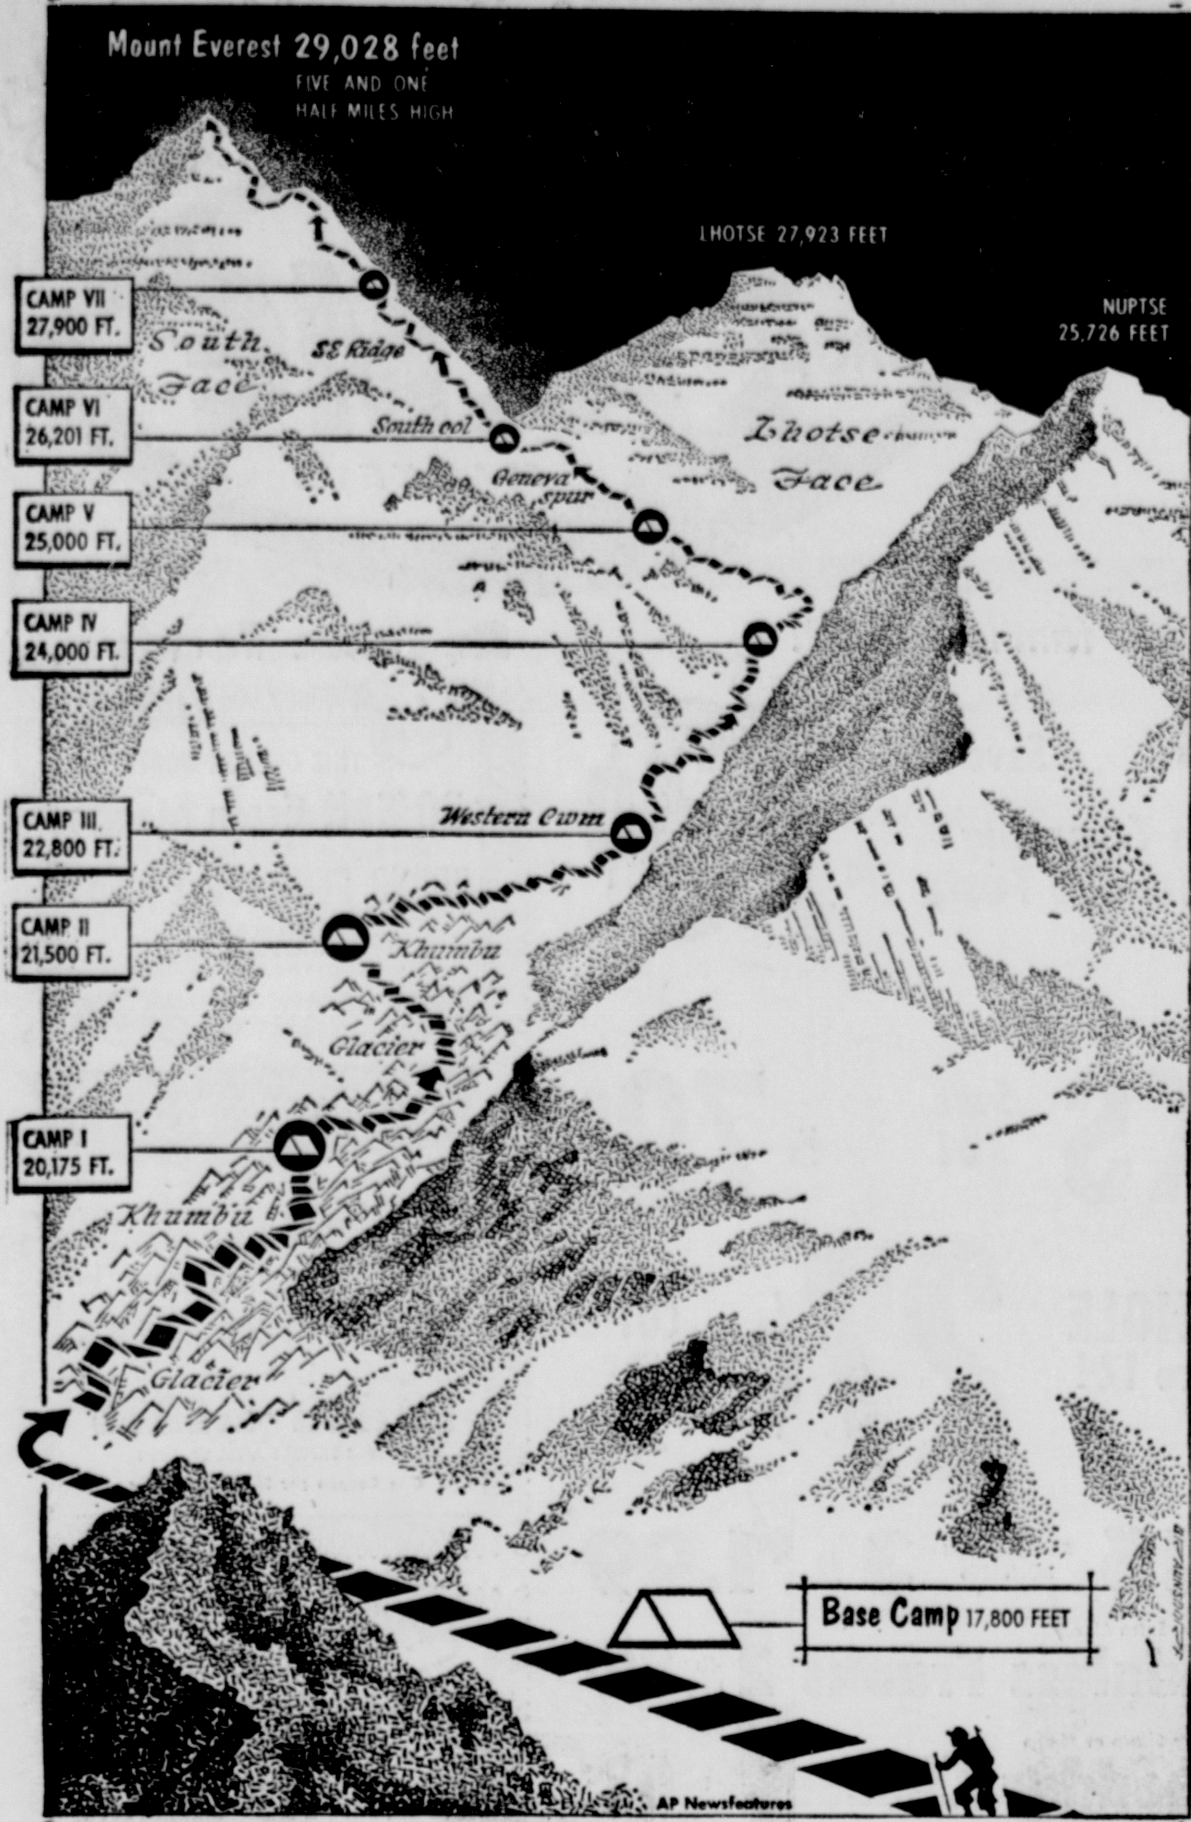 Mount Everest 29,028 feet
FIVE AND ONE
HALF MILES HIGH
LHOTSE 27,923 FEET
NUPTSE
25,726 FEET
CAMP VII
27,900 FT.
South
Face
SE Ridge
CAMP VI
26,201 FT.
South col
Lhotse
Face
Geneva
spur
CAMP V
25,000 FT.
CAMP IV
24,000 FT.
CAMP III
22,800 FT.
Western Cwm
CAMP II
21,500 FT.
Khumbu
Glacier
CAMP I
20,175 FT.
Khumbu
Glacier
Base Camp 17,800 FEET
AP Newsfeatures